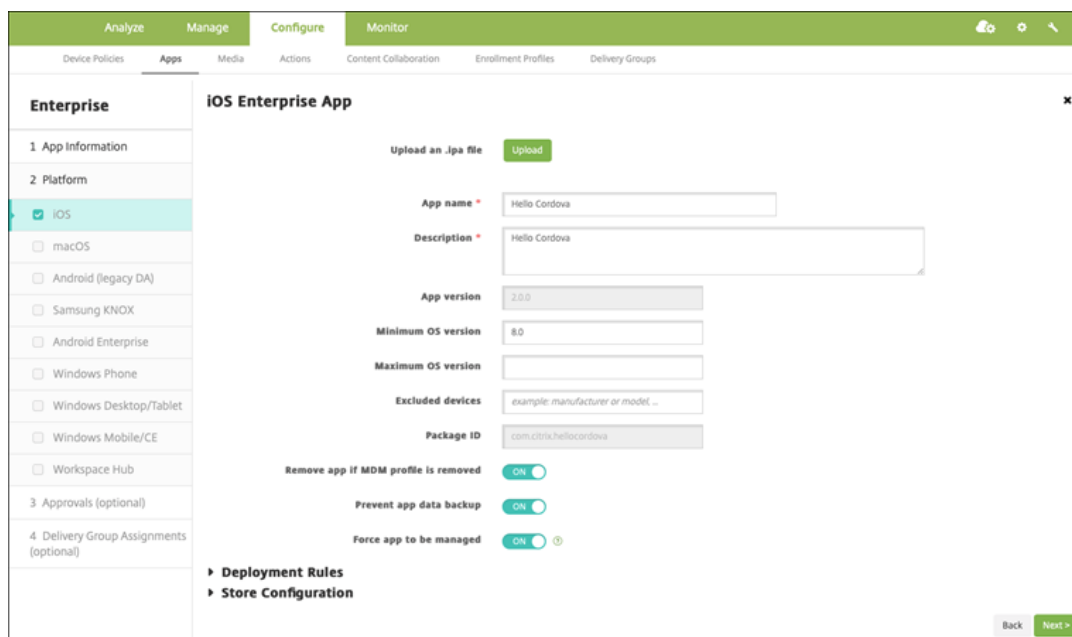 Analyze Manage Configure Monitor
Device Policies Apps Media Actions Content Collaboration Enrollment Profiles Delivery Groups
Enterprise
1 App Information
2 Platform
iOS
macOS
Android (legacy DA)
Samsung KNOX
Android Enterprise
Windows Phone
Windows Desktop/Tablet
Windows Mobile/CE
Workspace Hub
3 Approvals (optional)
4 Delivery Group Assignments
(optional)
iOS Enterprise App
Upload an .ipa file Upload
App name * Hello Cordova
Description * Hello Cordova
App version 2.0.0
Minimum OS version 8.0
Maximum OS version
Excluded devices example: manufacturer or model, ..
Package ID com.citrix.hellocordova
Remove app if MDM profile is removed ON
Prevent app data backup ON
Force app to be managed ON ?
Deployment Rules
Store Configuration
Back Next >